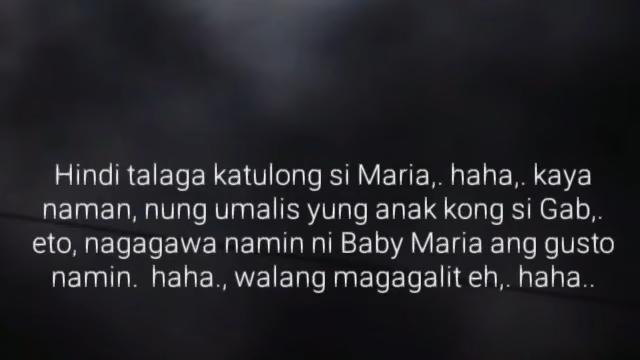 Hindi talaga katulong si Maria,. haha,. kaya
naman, nung umalis yung anak kong si Gab,.
eto, nagagawa namin ni Baby Maria ang gusto
namin.  haha., walang magagalit eh,. haha..